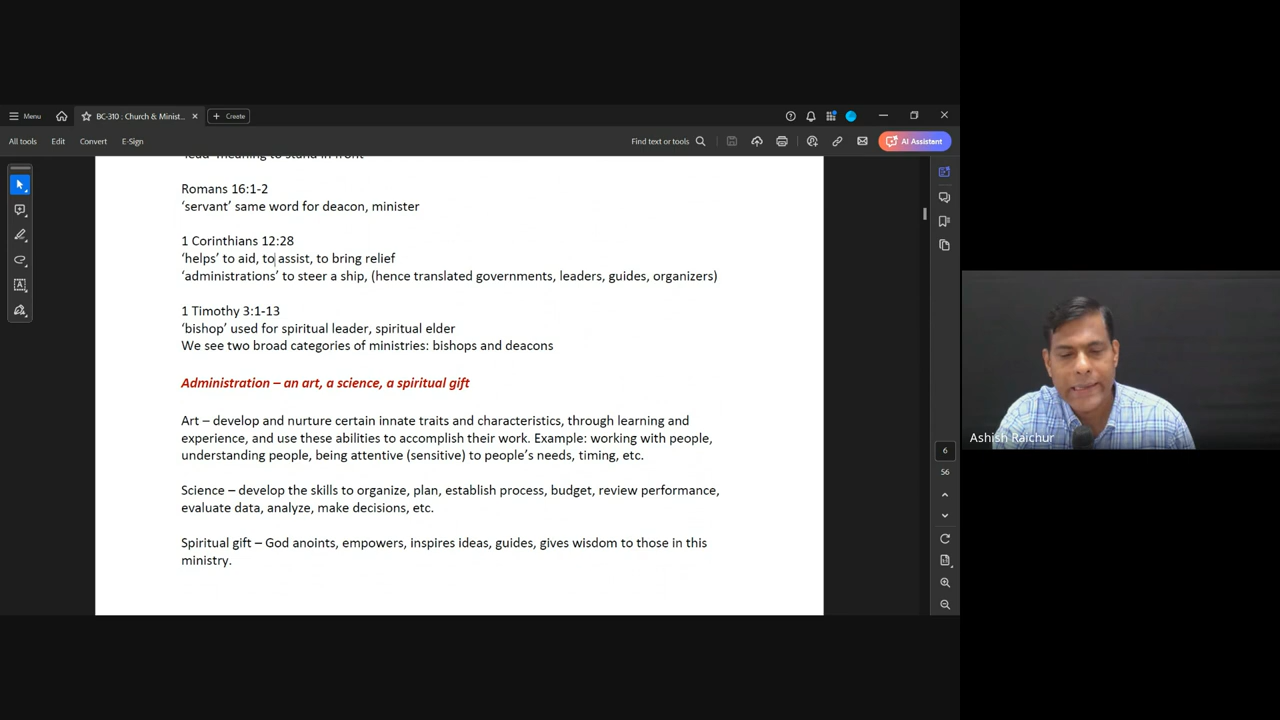 Menu
BC-310 : Church & Minist...
Create
All tools
Edit
Convert
E-Sign
Find text or tools
AI Assistant
'lead' meaning to stand in front
Romans 16:1-2
'servant' same word for deacon, minister
1 Corinthians 12:28
'helps' to aid, to assist, to bring relief
'administrations' to steer a ship, (hence translated governments, leaders, guides, organizers)
1 Timothy 3:1-13
'bishop' used for spiritual leader, spiritual elder
We see two broad categories of ministries: bishops and deacons
Administration – an art, a science, a spiritual gift
Art – develop and nurture certain innate traits and characteristics, through learning and
experience, and use these abilities to accomplish their work. Example: working with people,
understanding people, being attentive (sensitive) to people's needs, timing, etc.
Science – develop the skills to organize, plan, establish process, budget, review performance,
evaluate data, analyze, make decisions, etc.
Spiritual gift – God anoints, empowers, inspires ideas, guides, gives wisdom to those in this
ministry.
6
56
Ashish Raichur